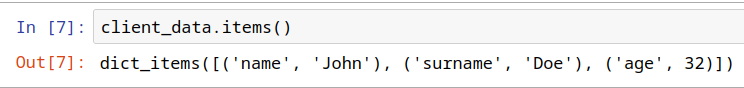 In [7]: client_data.items()
Out[7]: dict_items([('name', 'John'), ('surname', 'Doe'), ('age', 32)])